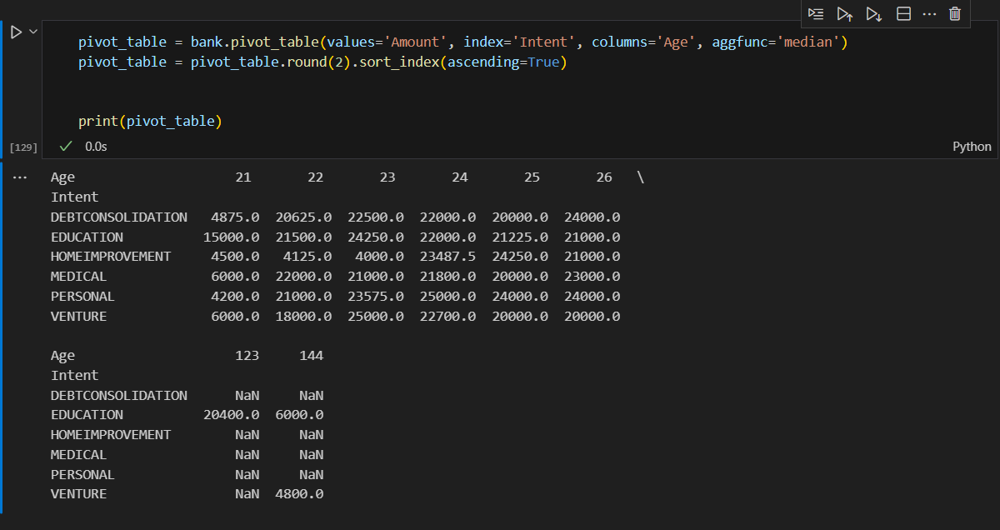 pivot_table = bank.pivot_table(values='Amount', index='Intent', columns='Age', aggfunc='median')
pivot_table = pivot_table.round(2).sort_index(ascending=True)
print(pivot_table)
[129] ✓ 0.0s Python
... Age 21 22 23 24 25 26 \
Intent
DEBTCONSOLIDATION 4875.0 20625.0 22500.0 22000.0 20000.0 24000.0
EDUCATION 15000.0 21500.0 24250.0 22000.0 21225.0 21000.0
HOMEIMPROVEMENT 4500.0 4125.0 4000.0 23487.5 24250.0 21000.0
MEDICAL 6000.0 22000.0 21000.0 21800.0 20000.0 23000.0
PERSONAL 4200.0 21000.0 23575.0 25000.0 24000.0 24000.0
VENTURE 6000.0 18000.0 25000.0 22700.0 20000.0 20000.0
Age 123 144
Intent
DEBTCONSOLIDATION NaN NaN
EDUCATION 20400.0 6000.0
HOMEIMPROVEMENT NaN NaN
MEDICAL NaN NaN
PERSONAL NaN NaN
VENTURE NaN 4800.0